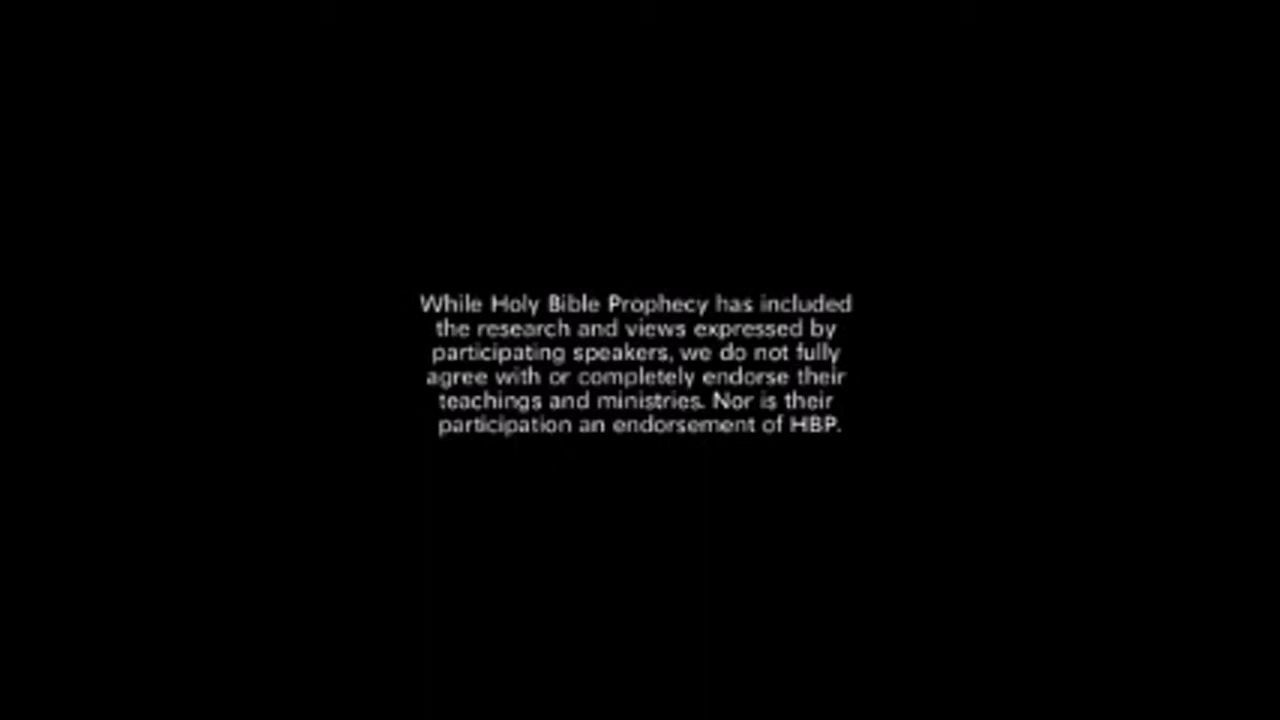 While Holy Bible Prophecy has included
the research and views expressed by
participating speakers, we do not fully
agree with or completely endorse their
teachings and ministries. Nor is their
participation an endorsement of HBP.